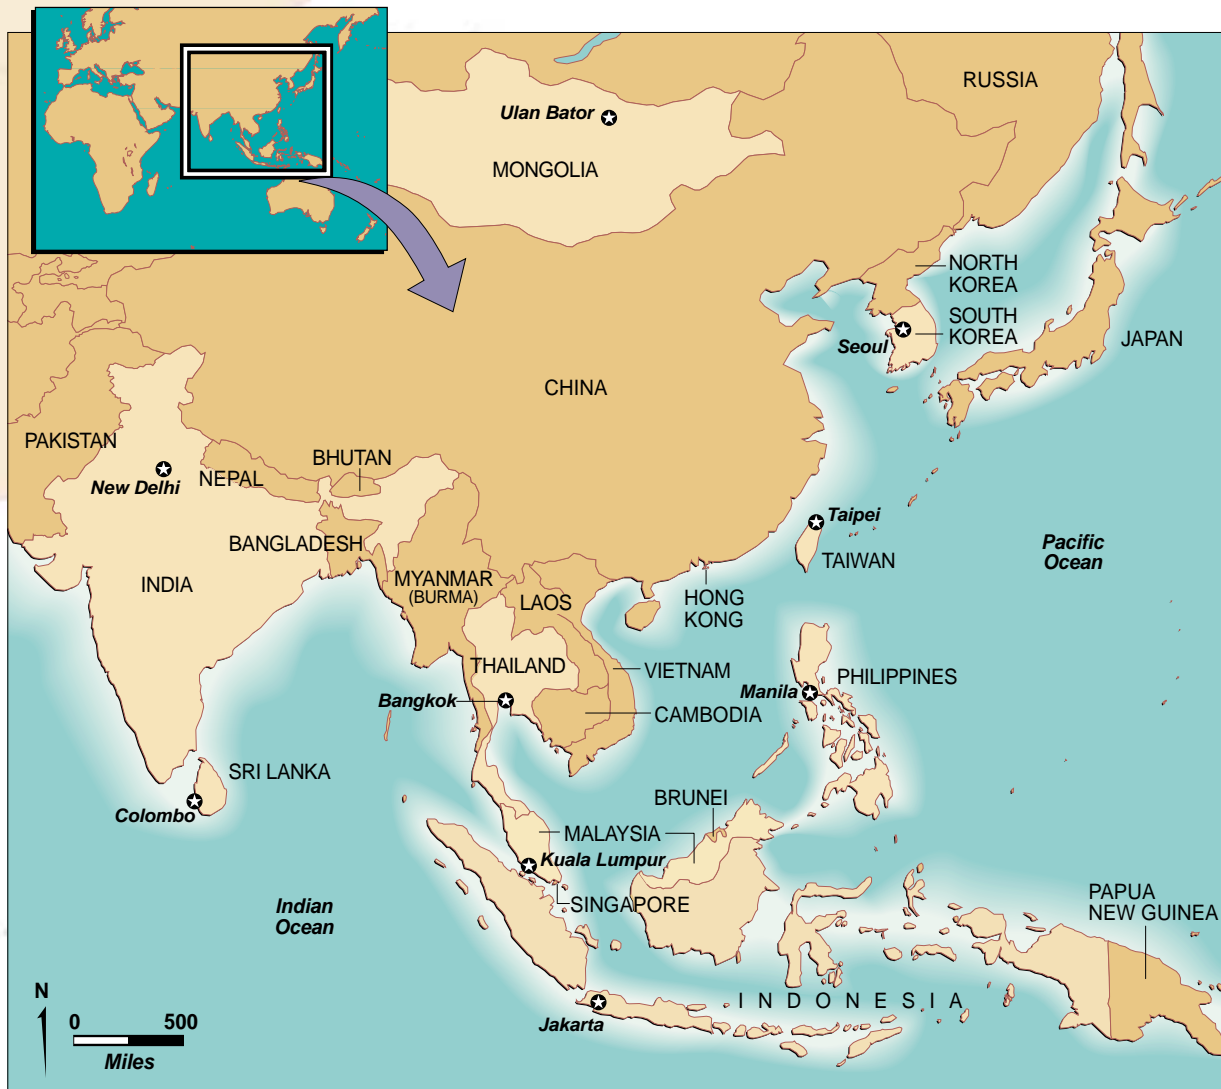 RUSSIA
Ulan Bator
MONGOLIA
NORTH
KOREA
SOUTH
KOREA
Seoul
JAPAN
CHINA
PAKISTAN
BHUTAN
New Delhi
NEPAL
Taipei
BANGLADESH
TAIWAN
Pacific
Ocean
INDIA
MYANMAR
(BURMA)
LAOS
HONG
KONG
THAILAND
VIETNAM
PHILIPPINES
Bangkok
Manila
CAMBODIA
SRI LANKA
Colombo
BRUNEI
MALAYSIA
Kuala Lumpur
SINGAPORE
Indian
Ocean
PAPUA
NEW GUINEA
INDONESIA
Jakarta
N
0 500
Miles